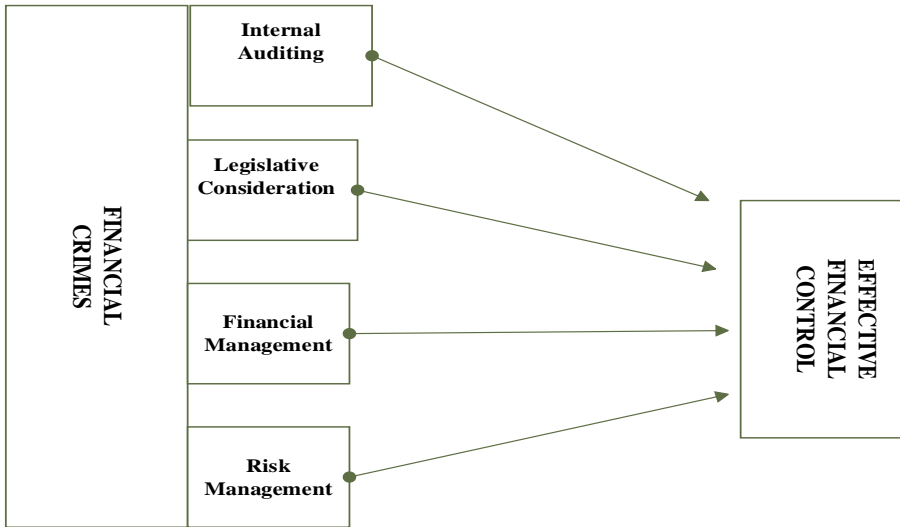 Internal
Auditing
Legislative
Consideration
FINANCIAL
CRIMES
Financial
Management
Risk
Management
EFFECTIVE
FINANCIAL
CONTROL